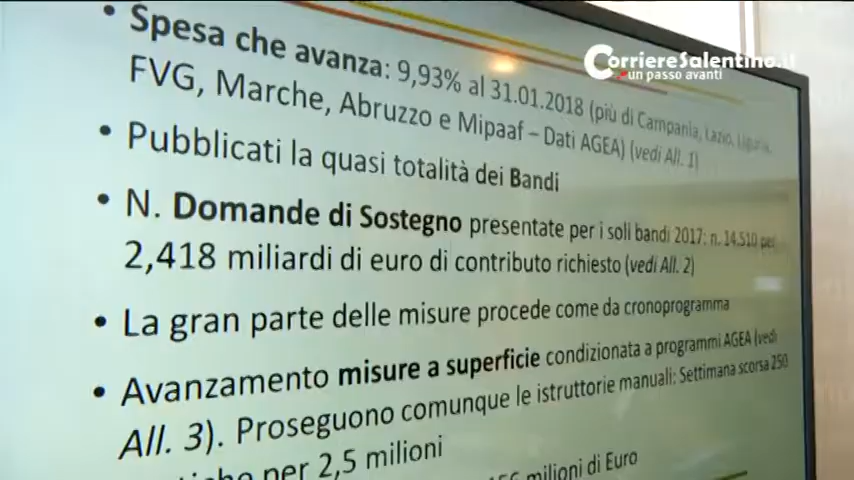 CorriereSalentino.it
un passo avanti
• Spesa che avanza: 9,93% al 31.01.2018 (più di Campania, Lazio, Liguria,
FVG, Marche, Abruzzo e Mipaaf – Dati AGEA) (vedi All. 1)
• Pubblicati la quasi totalità dei Bandi
• N. Domande di Sostegno presentate per i soli bandi 2017: n. 14.510 per
2,418 miliardi di euro di contributo richiesto (vedi All. 2)
• La gran parte delle misure procede come da cronoprogramma
• Avanzamento misure a superficie condizionata a programmi AGEA (vedi
All. 3). Proseguono comunque le istruttorie manuali: Settimana scorsa 250
per 2,5 milioni
milioni di Euro